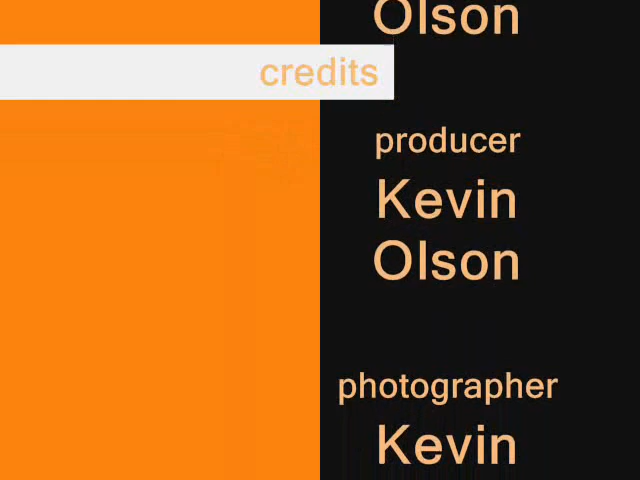 Olson
credits
producer
Kevin
Olson
photographer
Kevin